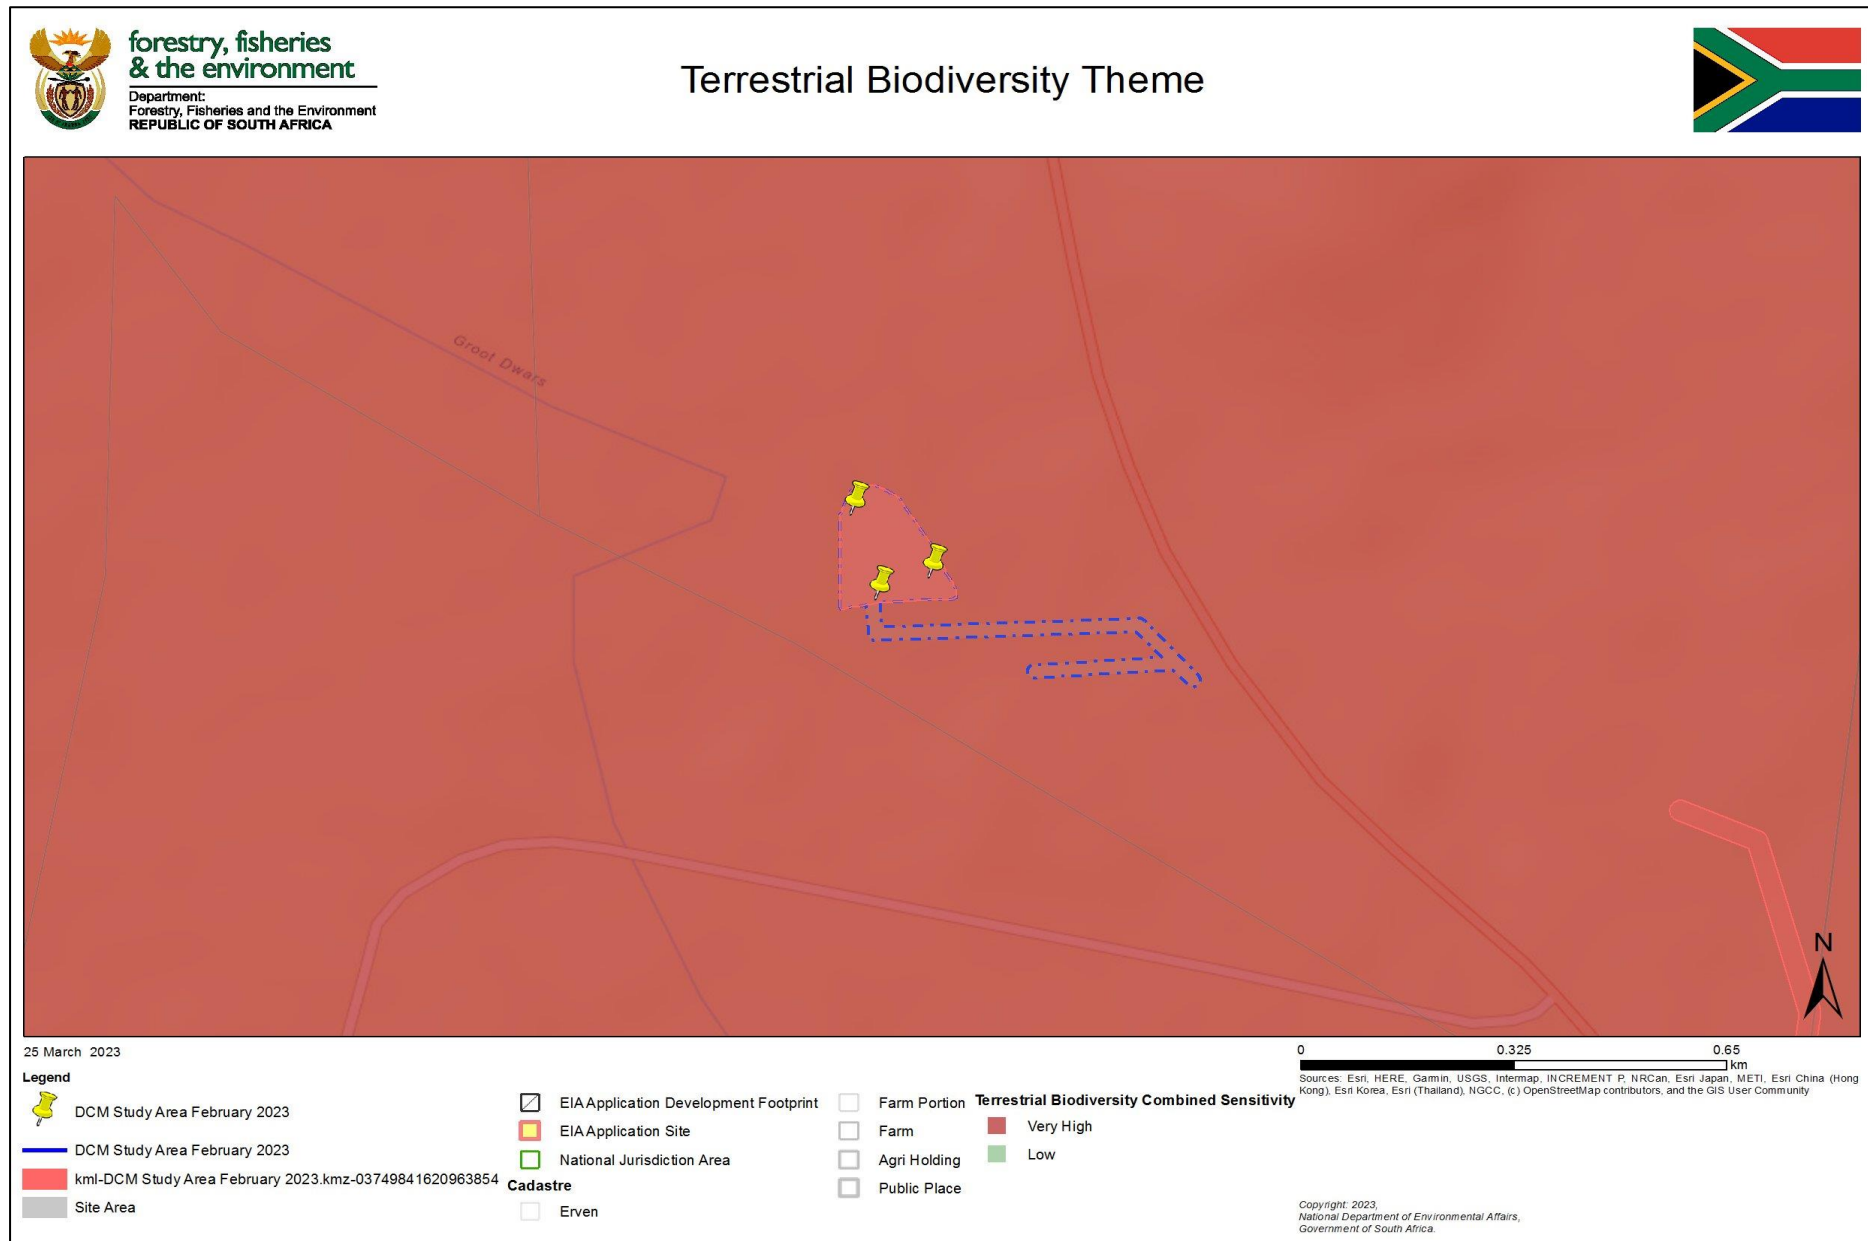 forestry, fisheries
& the environment
Department:
Forestry, Fisheries and the Environment
REPUBLIC OF SOUTH AFRICA
Terrestrial Biodiversity Theme
Groot Dwars
N
25 March 2023
0 0.325 0.65
km
Sources: Esri, HERE, Garmin, USGS, Intermap, INCREMENT P, NRCan, Esri Japan, METI, Esri China (Hong
Kong), Esri Korea, Esri (Thailand), NGCC, (c) OpenStreetMap contributors, and the GIS User Community
Legend
DCM Study Area February 2023
DCM Study Area February 2023
kml-DCM Study Area February 2023.kmz-03749841620963854
Site Area
EIA Application Development Footprint
EIA Application Site
National Jurisdiction Area
Cadastre
Erven
Farm Portion
Farm
Agri Holding
Public Place
Terrestrial Biodiversity Combined Sensitivity
Very High
Low
Copyright: 2023,
National Department of Environmental Affairs,
Government of South Africa.